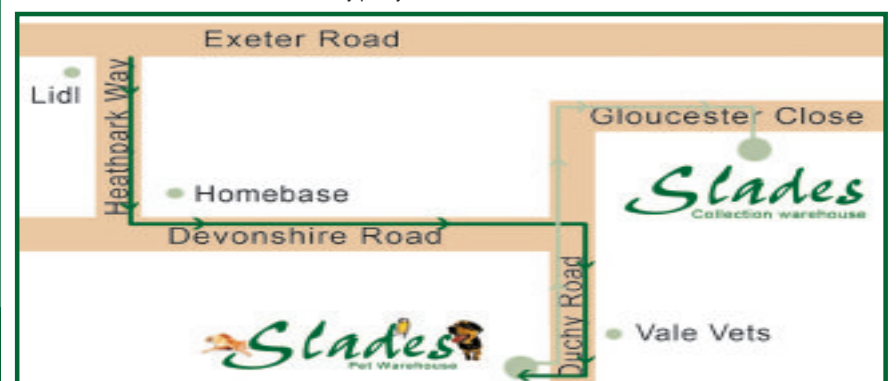 Exeter Road
Lidl
Heathpark Way
Gloucester Close
Homebase
Slades
Collection warehouse
Devonshire Road
Duchy Road
Slades
Pet Warehouse
Vale Vets